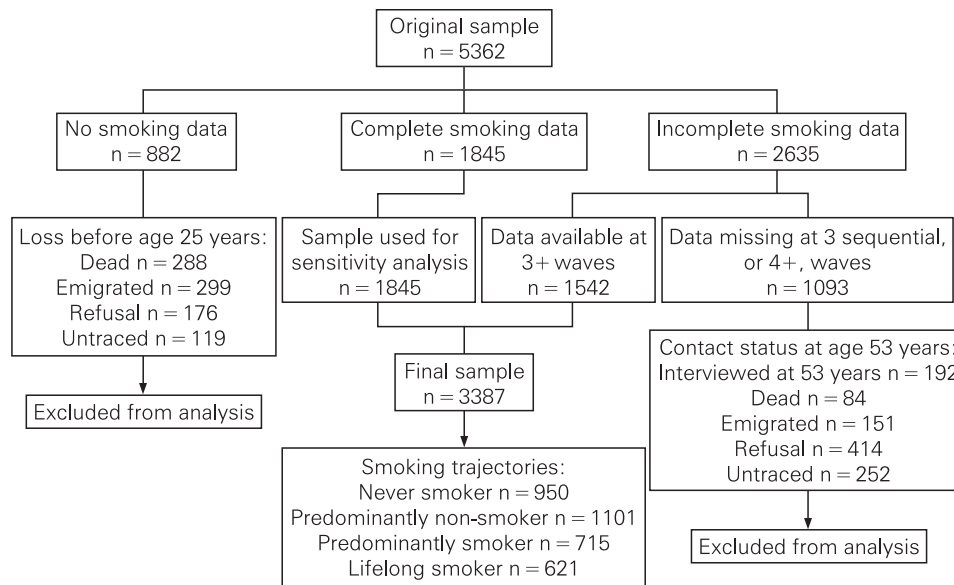 Original sample
n = 5362
No smoking data
n = 882
Complete smoking data
n = 1845
Incomplete smoking data
n = 2635
Loss before age 25 years:
Dead n = 288
Emigrated n = 299
Refusal n = 176
Untraced n = 119
Sample used for
sensitivity analysis
n = 1845
Data available at
3+ waves
n = 1542
Data missing at 3 sequential,
or 4+, waves
n = 1093
Excluded from analysis
Final sample
n = 3387
Contact status at age 53 years:
Interviewed at 53 years n = 192
Dead n = 84
Emigrated n = 151
Refusal n = 414
Untraced n = 252
Smoking trajectories:
Never smoker n = 950
Predominantly non-smoker n = 1101
Predominantly smoker n = 715
Lifelong smoker n = 621
Excluded from analysis